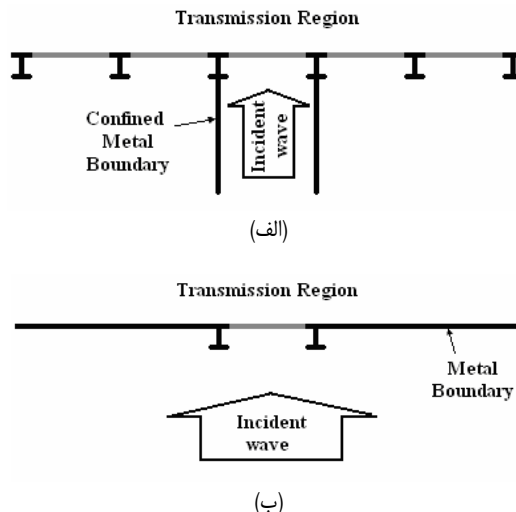 Transmission Region
Confined
Metal
Boundary
Incident
wave
(الف)
Transmission Region
Metal
Boundary
Incident
wave
(ب)